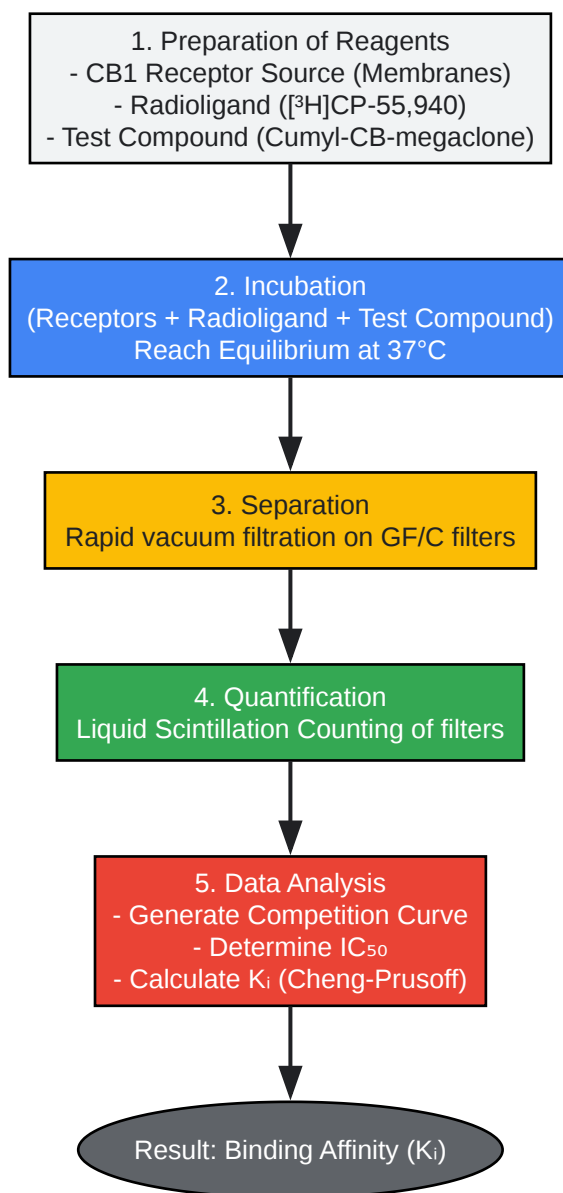 1. Preparation of Reagents
- CB1 Receptor Source (Membranes)
- Radioligand ([³H]CP-55,940)
- Test Compound (Cumyl-CB-megaclone)
2. Incubation
(Receptors + Radioligand + Test Compound)
Reach Equilibrium at 37°C
3. Separation
Rapid vacuum filtration on GF/C filters
4. Quantification
Liquid Scintillation Counting of filters
5. Data Analysis
- Generate Competition Curve
- Determine IC₅₀
- Calculate Kᵢ (Cheng-Prusoff)
Result: Binding Affinity (Kᵢ)